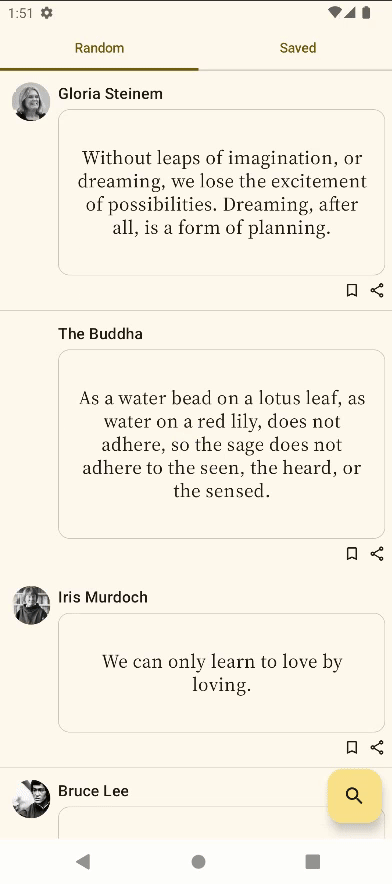 1:51
Random
Saved
Gloria Steinem
Without leaps of imagination, or
dreaming, we lose the excitement
of possibilities. Dreaming, after
all, is a form of planning.
The Buddha
As a water bead on a lotus leaf, as
water on a red lily, does not
adhere, so the sage does not
adhere to the seen, the heard, or
the sensed.
Iris Murdoch
We can only learn to love by
loving.
Bruce Lee